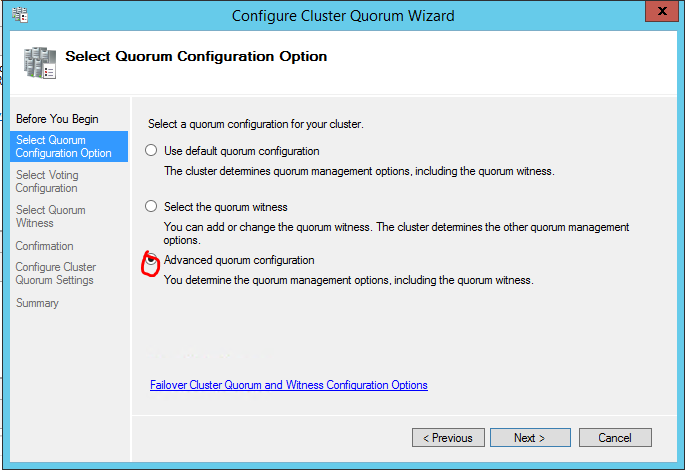 Configure Cluster Quorum Wizard
x
Select Quorum Configuration Option
Before You Begin
Select Quorum
Configuration Option
Select Voting
Configuration
Select Quorum
Witness
Confirmation
Configure Cluster
Quorum Settings
Summary
Select a quorum configuration for your cluster.
Use default quorum configuration
The cluster determines quorum management options, including the quorum witness.
Select the quorum witness
You can add or change the quorum witness. The cluster determines the other quorum management
options.
Advanced quorum configuration
You determine the quorum management options, including the quorum witness.
Failover Cluster Quorum and Witness Configuration Options
< Previous
Next >
Cancel